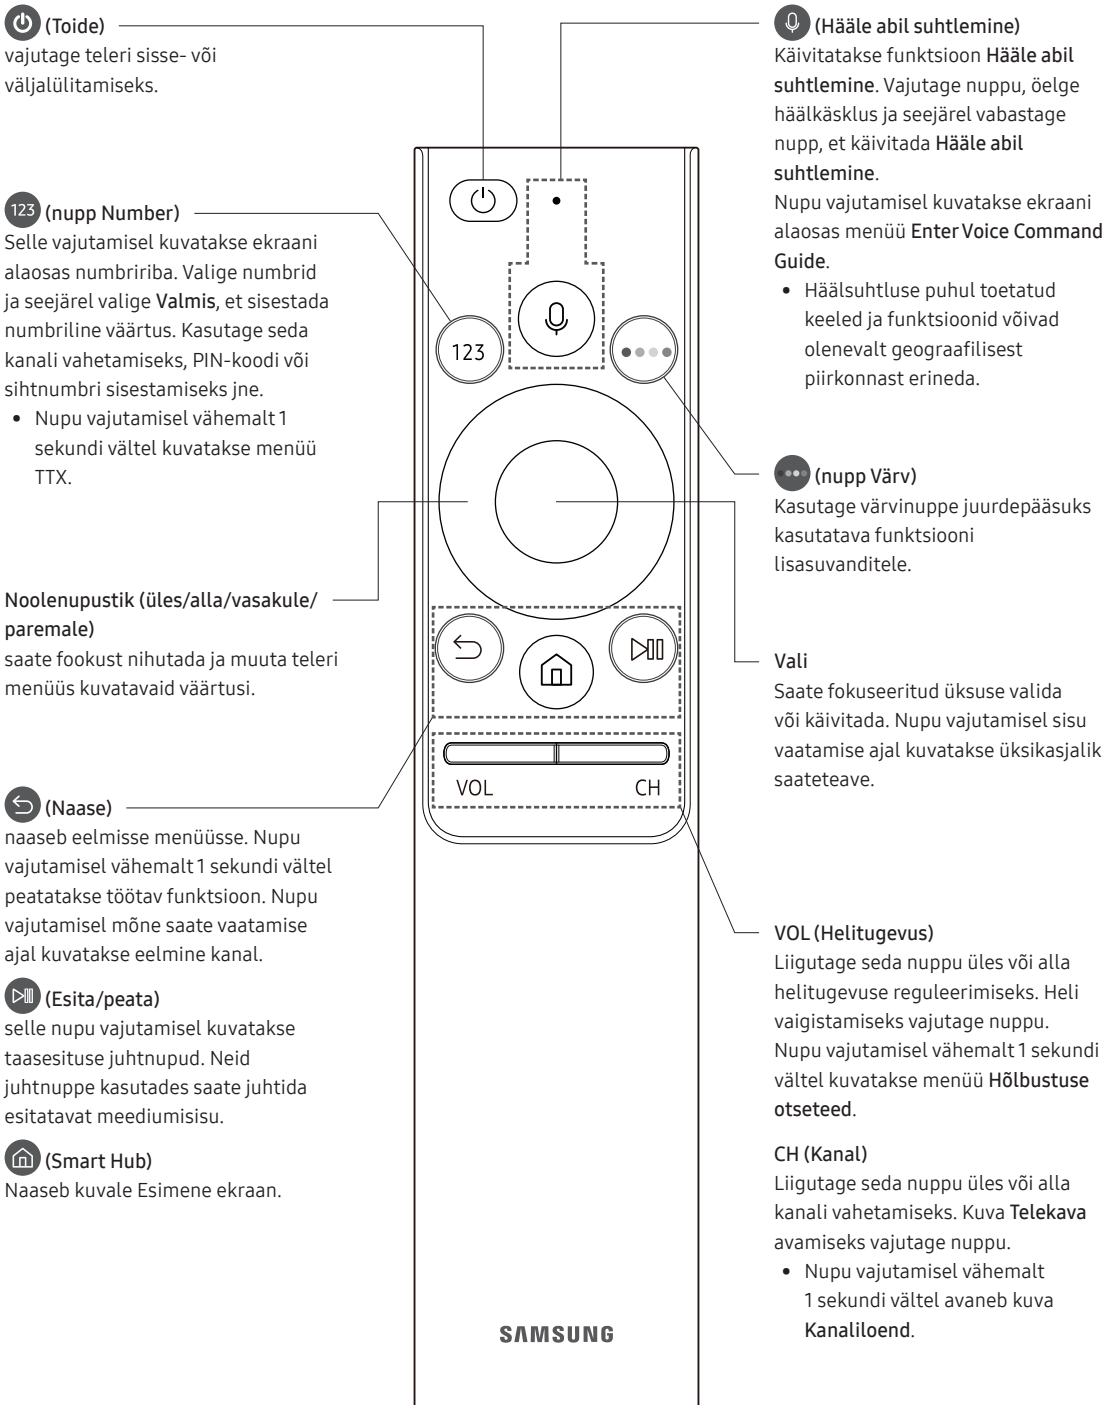 (Toide)
vajutage teleri sisse- või
väljalülitamiseks.
123 (nupp Number)
Selle vajutamisel kuvatakse ekraani
alaosas numbririba. Valige numbrid
ja seejärel valige Valmis, et sisestada
numbriline väärtus. Kasutage seda
kanali vahetamiseks, PIN-koodi või
sihtnumbri sisestamiseks jne.
• Nupu vajutamisel vähemalt 1
sekundi vältel kuvatakse menüü
TTX.
Noolenupustik (üles/alla/vasakule/
paremale)
saate fookust nihutada ja muuta teleri
menüüs kuvatavaid väärtusi.
(Naase)
naaseb eelmisse menüüsse. Nupu
vajutamisel vähemalt 1 sekundi vältel
peatatakse töötav funktsioon. Nupu
vajutamisel mõne saate vaatamise
ajal kuvatakse eelmine kanal.
(Esita/peata)
selle nupu vajutamisel kuvatakse
taasesituse juhtnupud. Neid
juhtnuppe kasutades saate juhtida
esitatavat meediumisisu.
(Smart Hub)
Naaseb kuvale Esimene ekraan.
123
VOL
CH
SAMSUNG
(Hääle abil suhtlemine)
Käivitatakse funktsioon Hääle abil
suhtlemine. Vajutage nuppu, öelge
häälkäsklus ja seejärel vabastage
nupp, et käivitada Hääle abil
suhtlemine.
Nupu vajutamisel kuvatakse ekraani
alaosas menüü Enter Voice Command
Guide.
• Häälsuhtluse puhul toetatud
keeled ja funktsioonid võivad
olenevalt geograafilisest
piirkonnast erineda.
(nupp Värv)
Kasutage värvinuppe juurdepääsuks
kasutatava funktsiooni
lisasuvanditele.
Vali
Saate fokuseeritud üksuse valida
või käivitada. Nupu vajutamisel sisu
vaatamise ajal kuvatakse üksikasjalik
saateteave.
VOL (Helitugevus)
Liigutage seda nuppu üles või alla
helitugevuse reguleerimiseks. Heli
vaigistamiseks vajutage nuppu.
Nupu vajutamisel vähemalt 1 sekundi
vältel kuvatakse menüü Hõlbustuse
otseteed.
CH (Kanal)
Liigutage seda nuppu üles või alla
kanali vahetamiseks. Kuva Telekava
avamiseks vajutage nuppu.
• Nupu vajutamisel vähemalt
1 sekundi vältel avaneb kuva
Kanaliloend.